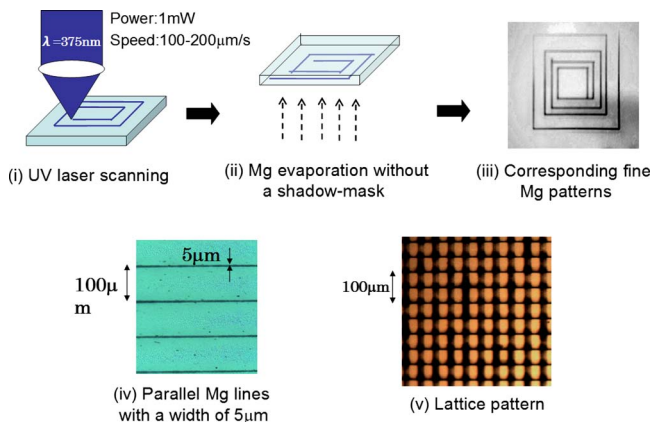 Power:1mW
λ=375nm
Speed:100-200μm/s
(i) UV laser scanning
(ii) Mg evaporation without
a shadow-mask
(iii) Corresponding fine
Mg patterns
5μm
100μ
m
100μm
(iv) Parallel Mg lines
with a width of 5μm
(v) Lattice pattern